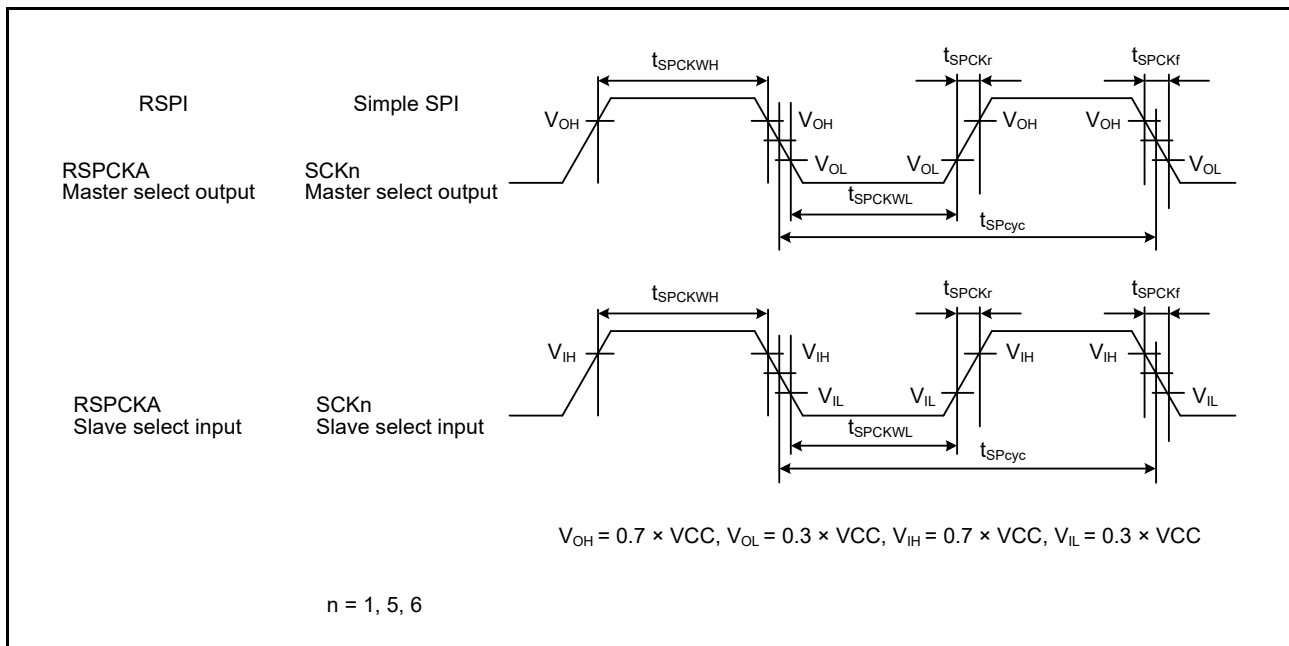 RSPI
Simple SPI
RSPCKA
Master select output
SCKn
Master select output
tSPCKWH
tSPCKr
tSPCKf
VOH
VOH
VOH
VOH
VOL
VOL
VOL
tSPCKWL
tSPcyc
RSPCKA
Slave select input
SCKn
Slave select input
tSPCKWH
tSPCKr
tSPCKf
VIH
VIH
VIH
VIH
VIL
VIL
VIL
tSPCKWL
tSPcyc
VOH = 0.7 × VCC, VOL = 0.3 × VCC, VIH = 0.7 × VCC, VIL = 0.3 × VCC
n = 1, 5, 6